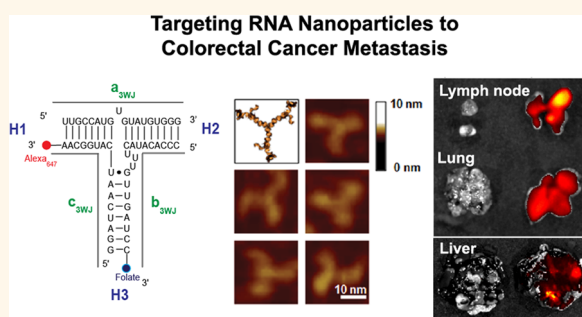 Targeting RNA Nanoparticles to
Colorectal Cancer Metastasis
a3WJ
5' UUGCCAUG U GUAUGUGGG 3'
H1 H2
3' AACGGUAC CAUACACCC 5'
Alexa647
c3WJ
b3WJ
5'
Folate
3'
H3
10 nm
0 nm
10 nm
Lymph node
Lung
Liver